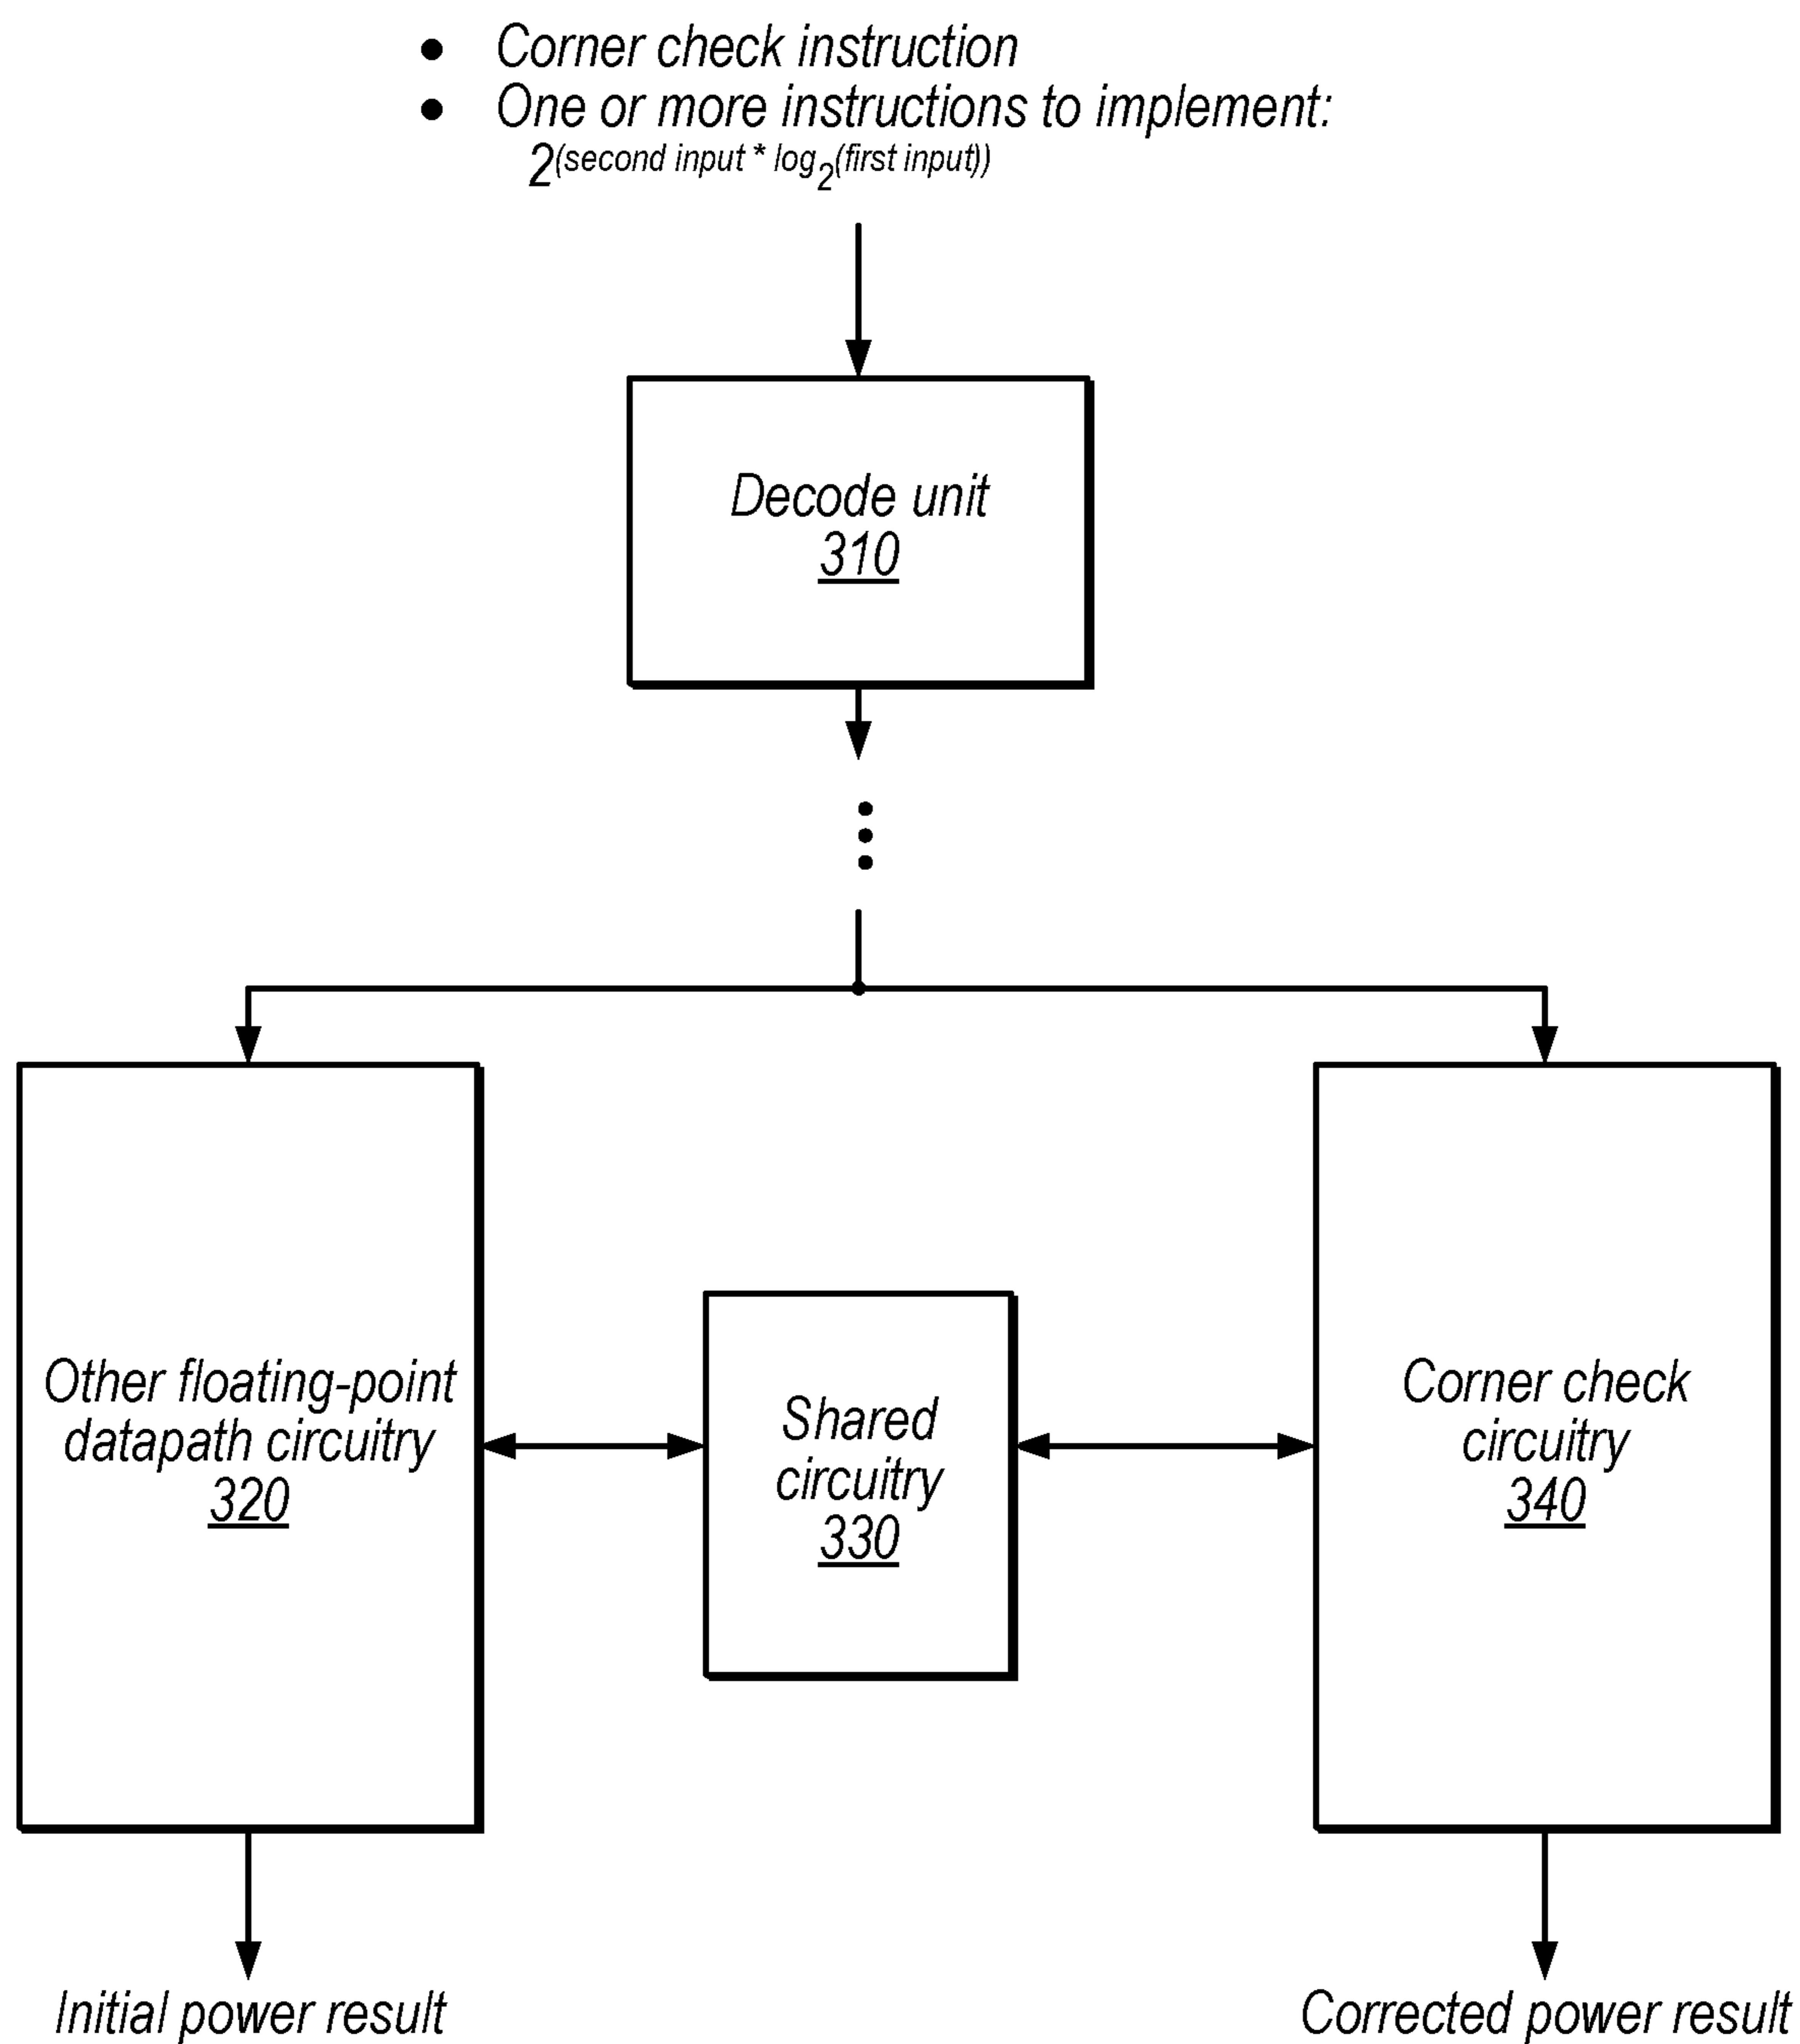 • Corner check instruction
• One or more instructions to implement:
2(second input * log2(first input))
Decode unit
310
Other floating-point
datapath circuitry
320
Shared
circuitry
330
Corner check
circuitry
340
Initial power result
Corrected power result